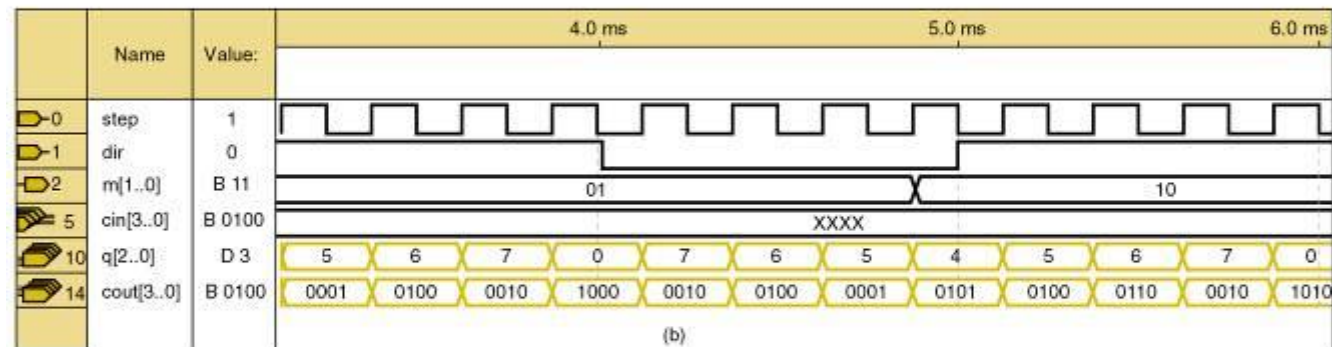 4.0 ms 5.0 ms 6.0 ms
Name Value:
0 step 1
1 dir 0
2 m[1..0] B 11 01 10
5 cin[3..0] B 0100 XXXX
10 q[2..0] D 3 5 6 7 0 7 6 5 4 5 6 7 0
14 cout[3..0] B 0100 0001 0100 0010 1000 0010 0100 0001 0101 0100 0110 0010 1010
(b)